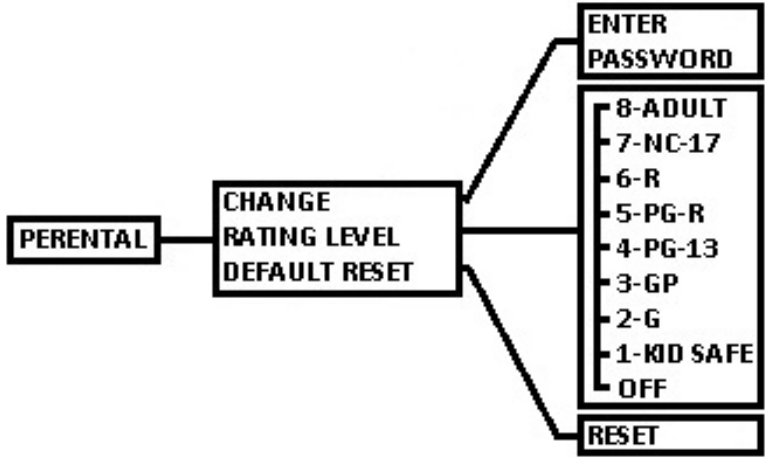 PERENTAL
CHANGE
RATING LEVEL
DEFAULT RESET
ENTER
PASSWORD
8-ADULT
7-NC-17
6-R
5-PG-R
4-PG-13
3-GP
2-G
1-KID SAFE
OFF
RESET